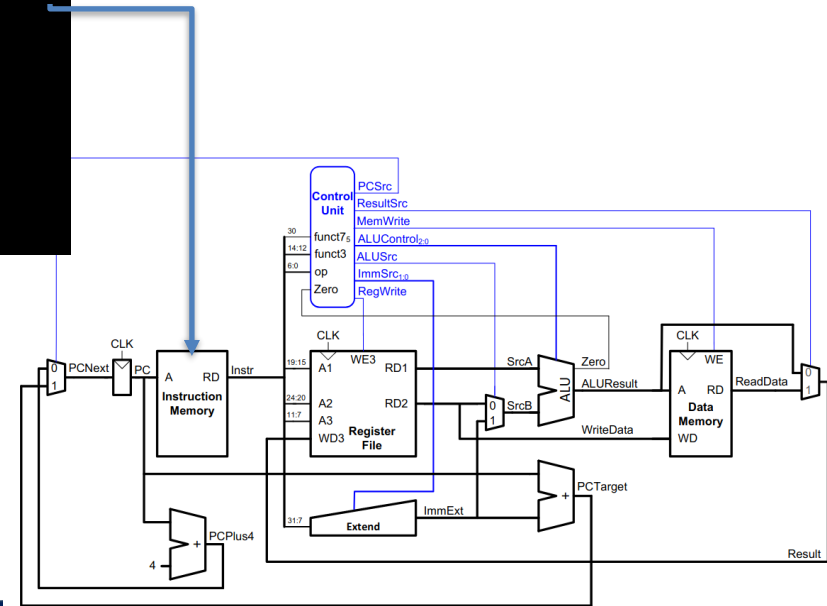 PCSrc
Control
Unit
ResultSrc
MemWrite
30
funct7₅
ALUControl₂:₀
14:12
funct3
ALUSrc
6:0
op
ImmSrc₁:₀
Zero
RegWrite
CLK
CLK
CLK
0
1
PCNext
PC
A
RD
Instruction
Memory
Instr
19:15
A1
WE3
RD1
24:20
A2
RD2
11:7
A3
WD3
Register
File
SrcA
0
1
SrcB
ALU
Zero
ALUResult
WriteData
WE
A
RD
Data
Memory
WD
ReadData
0
1
PCTarget
+
31:7
Extend
ImmExt
PCPlus4
+
4
Result